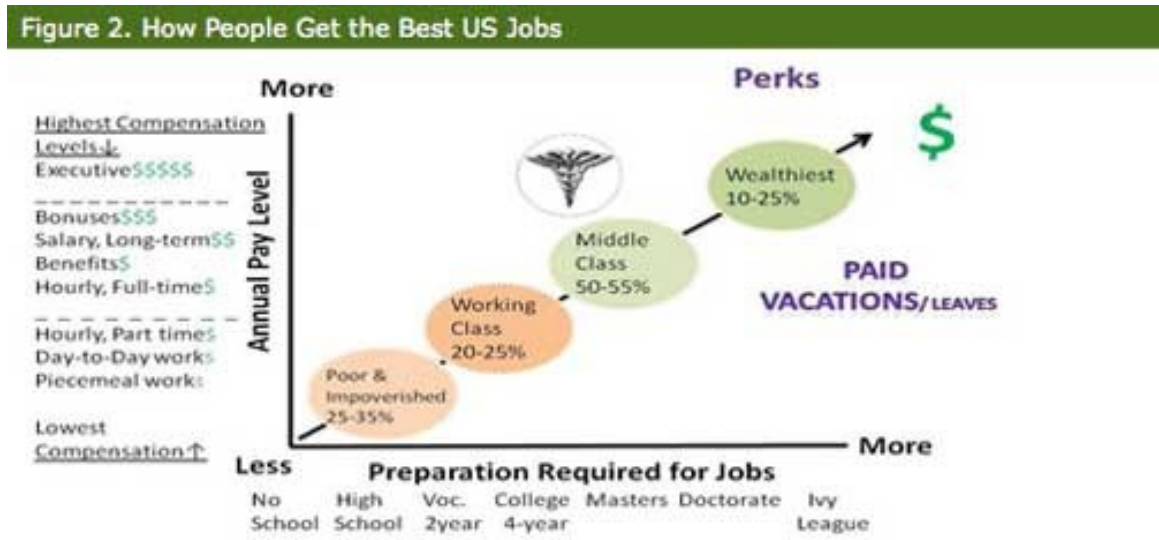 Figure 2. How People Get the Best US Jobs
More
Perks
$
Highest Compensation
Levels↓
Executive$$$$$
Bonuses$$$
Salary, Long-term$$
Benefits$
Hourly, Full-time$
Hourly, Part time$
Day-to-Day work$
Piecemeal work$
Lowest
Compensation↑
Annual Pay Level
Wealthiest
10-25%
Middle
Class
50-55%
Working
Class
20-25%
Poor &
Impoverished
25-35%
PAID
VACATIONS/ LEAVES
Less
Preparation Required for Jobs
More
No
School
High
School
Voc.
2year
College
4-year
Masters
Doctorate
Ivy
League